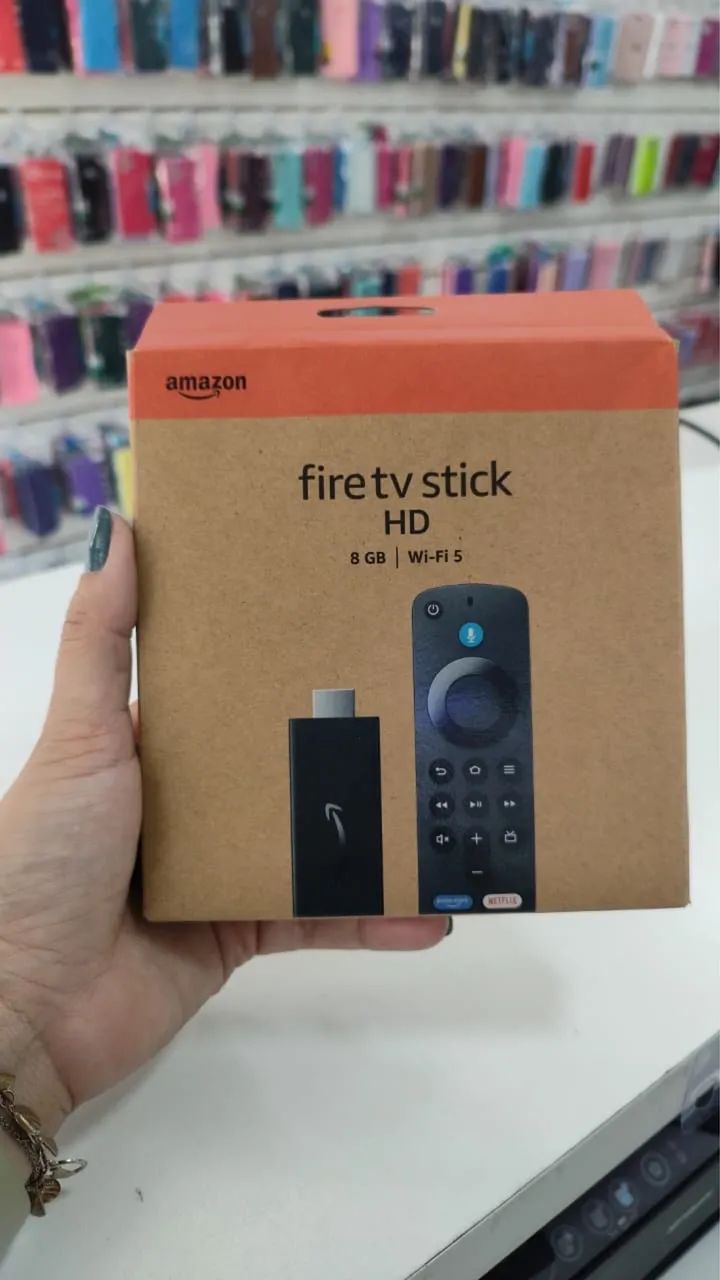 amazon
fire tv stick
HD
8 GB | Wi-Fi 5
NETFLIX